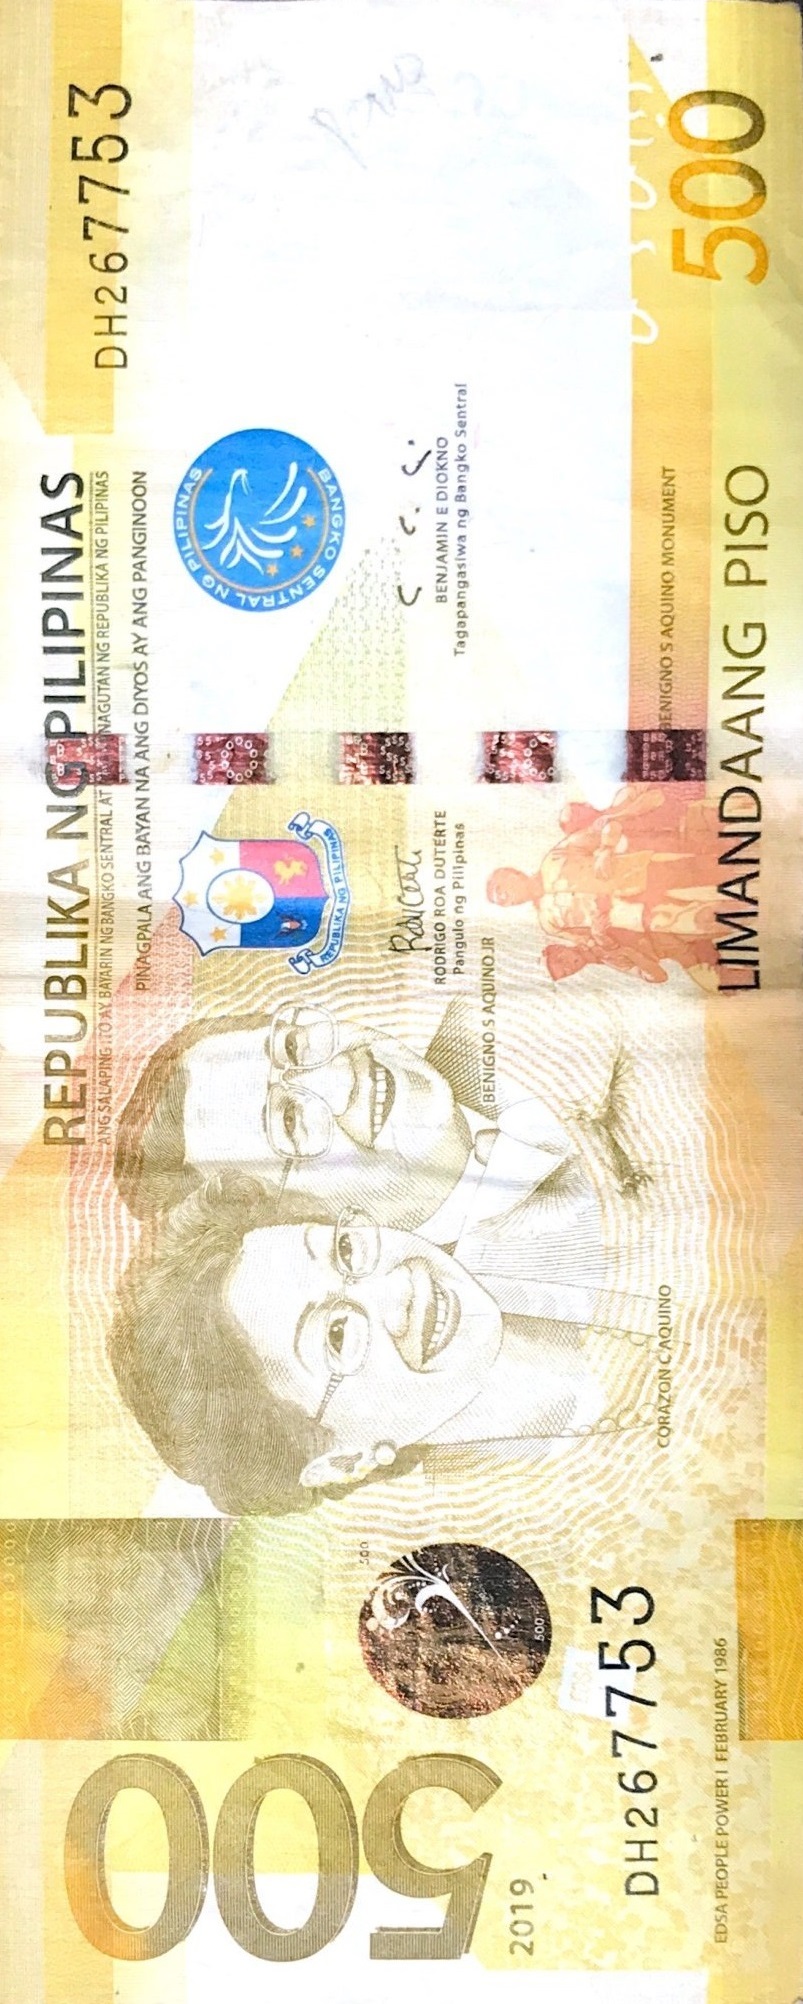 REPUBLIKA NG PILIPINAS
ANG SALAPING ITO AY BAYARIN NG BANGKO SENTRAL AT PINANANAGUTAN NG REPUBLIKA NG PILIPINAS
PINAGPALA ANG BAYAN NA ANG DIYOS AY ANG PANGINOON
DH267753
500
REPUBLIKA NG PILIPINAS
BANGKO SENTRAL NG PILIPINAS
RODRIGO ROA DUTERTE
Pangulo ng Pilipinas
BENJAMIN E DIOKNO
Tagapangasiwa ng Bangko Sentral
BENIGNO S AQUINO JR
500
500
2019
DH267753
CORAZON C AQUINO
BENIGNO S AQUINO MONUMENT
500
EDSA PEOPLE POWER I FEBRUARY 1986
LIMANDAANG PISO